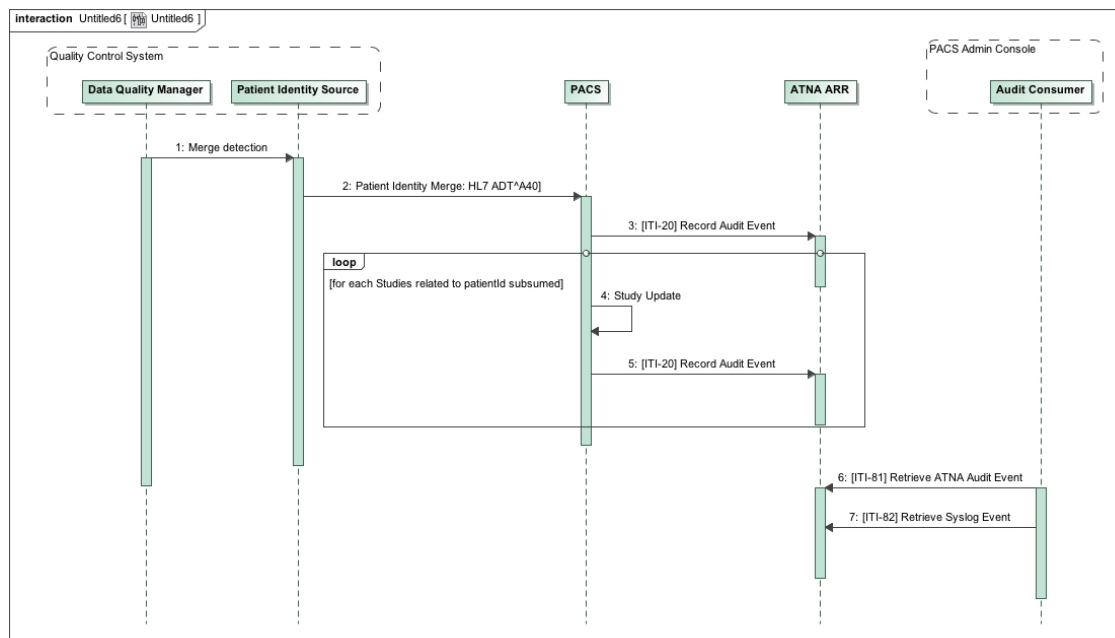 interaction Untitled6 [ Untitled6 ]
Quality Control System
PACS Admin Console
Data Quality Manager
Patient Identity Source
PACS
ATNA ARR
Audit Consumer
1: Merge detection
2: Patient Identity Merge: HL7 ADT^A40]
3: [ITI-20] Record Audit Event
loop
[for each Studies related to patientId subsumed]
4: Study Update
5: [ITI-20] Record Audit Event
6: [ITI-81] Retrieve ATNA Audit Event
7: [ITI-82] Retrieve Syslog Event